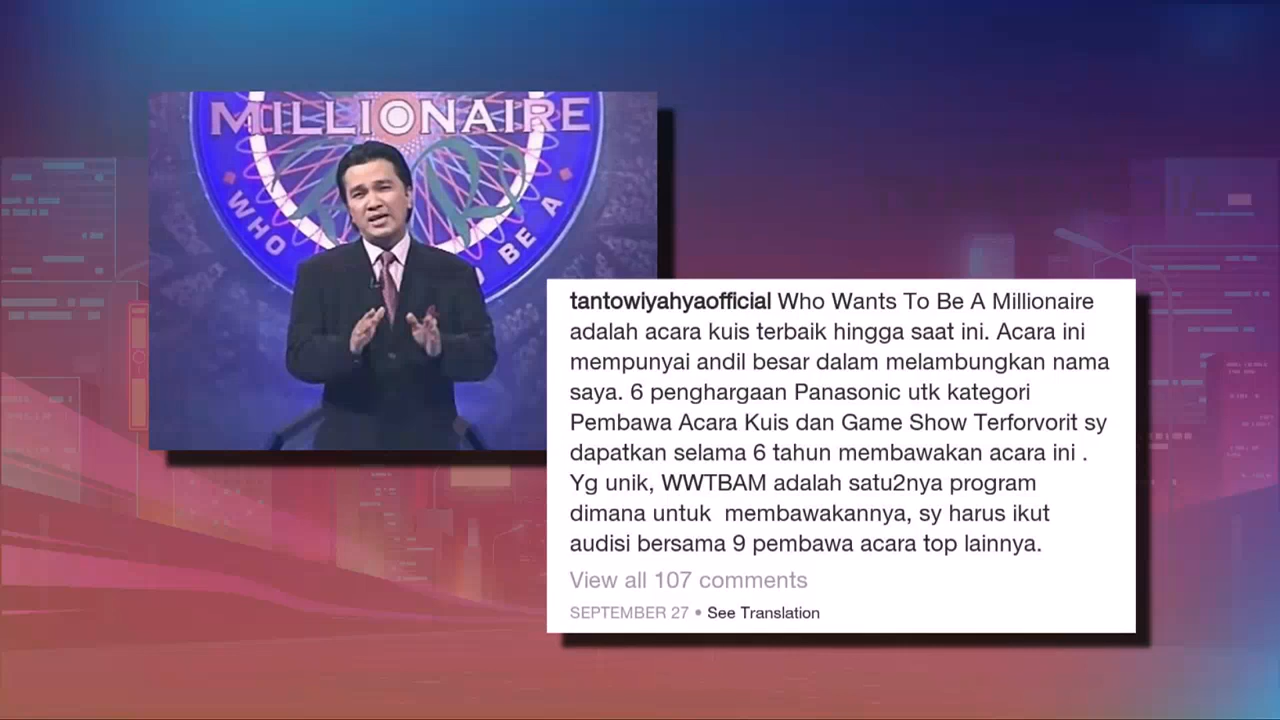 MILLIONAIRE
WHO
BE A
tantowiyahyaofficial Who Wants To Be A Millionaire
adalah acara kuis terbaik hingga saat ini. Acara ini
mempunyai andil besar dalam melambungkan nama
saya. 6 penghargaan Panasonic utk kategori
Pembawa Acara Kuis dan Game Show Terforvorit sy
dapatkan selama 6 tahun membawakan acara ini .
Yg unik, WWTBAM adalah satu2nya program
dimana untuk  membawakannya, sy harus ikut
audisi bersama 9 pembawa acara top lainnya.
View all 107 comments
SEPTEMBER 27 • See Translation